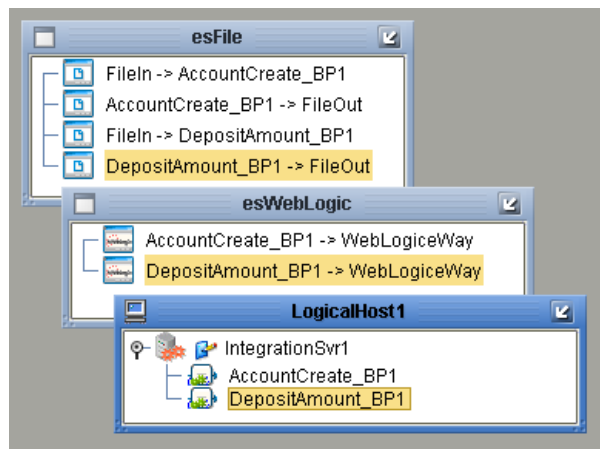 esFile
FileIn -> AccountCreate_BP1
AccountCreate_BP1 -> FileOut
FileIn -> DepositAmount_BP1
DepositAmount_BP1 -> FileOut
esWebLogic
AccountCreate_BP1 -> WebLogiceWay
DepositAmount_BP1 -> WebLogiceWay
LogicalHost1
IntegrationSvr1
AccountCreate_BP1
DepositAmount_BP1